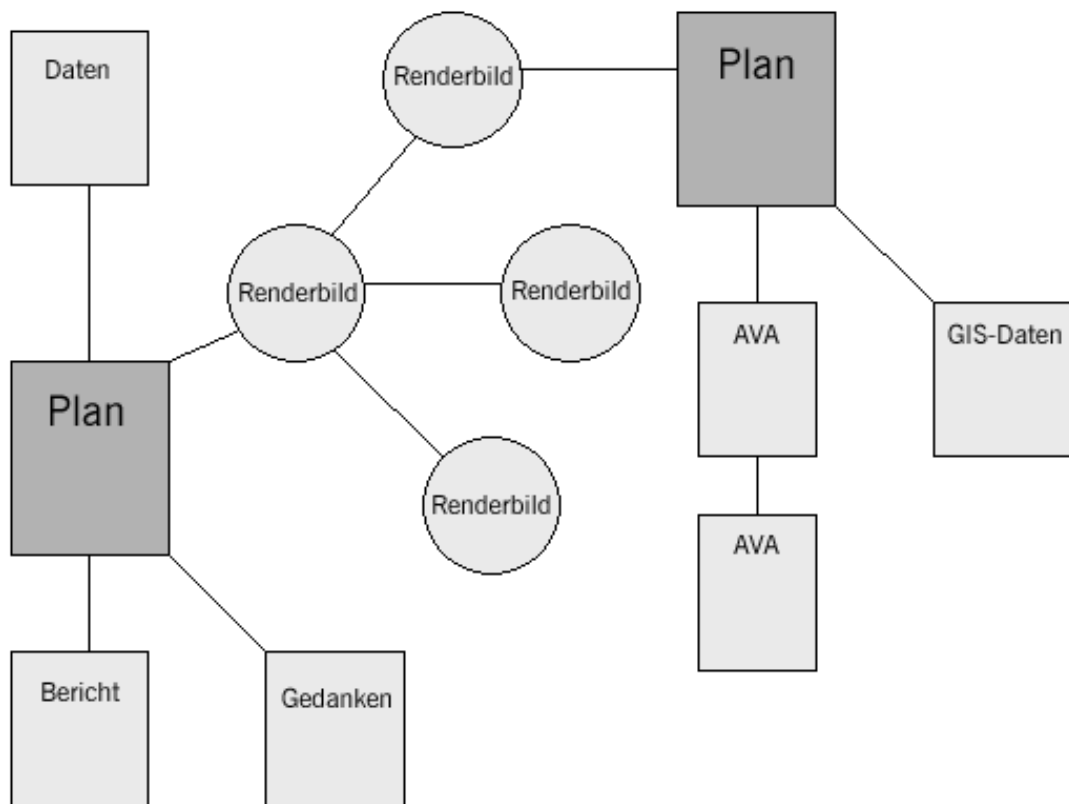 Daten
Renderbild
Plan
Renderbild
Renderbild
AVA
GIS-Daten
Plan
Renderbild
AVA
Bericht
Gedanken